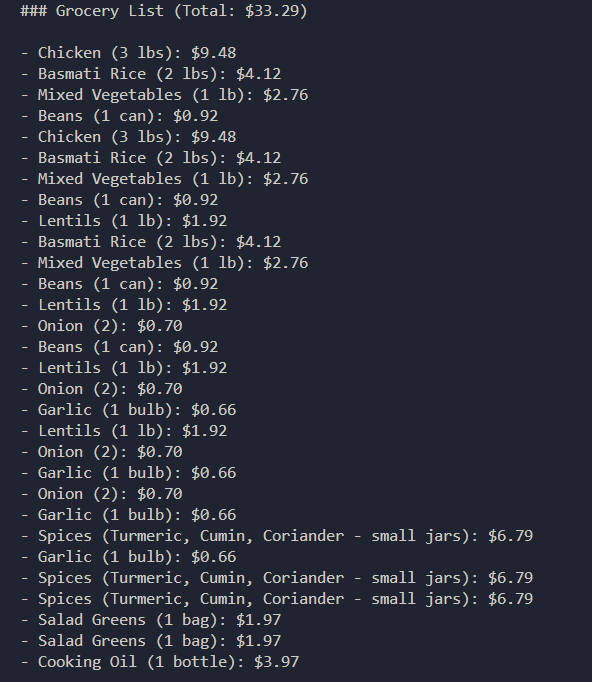 ### Grocery List (Total: $33.29)
- Chicken (3 lbs): $9.48
- Basmati Rice (2 lbs): $4.12
- Mixed Vegetables (1 lb): $2.76
- Beans (1 can): $0.92
- Chicken (3 lbs): $9.48
- Basmati Rice (2 lbs): $4.12
- Mixed Vegetables (1 lb): $2.76
- Beans (1 can): $0.92
- Lentils (1 lb): $1.92
- Basmati Rice (2 lbs): $4.12
- Mixed Vegetables (1 lb): $2.76
- Beans (1 can): $0.92
- Lentils (1 lb): $1.92
- Onion (2): $0.70
- Beans (1 can): $0.92
- Lentils (1 lb): $1.92
- Onion (2): $0.70
- Garlic (1 bulb): $0.66
- Lentils (1 lb): $1.92
- Onion (2): $0.70
- Garlic (1 bulb): $0.66
- Onion (2): $0.70
- Garlic (1 bulb): $0.66
- Spices (Turmeric, Cumin, Coriander - small jars): $6.79
- Garlic (1 bulb): $0.66
- Spices (Turmeric, Cumin, Coriander - small jars): $6.79
- Spices (Turmeric, Cumin, Coriander - small jars): $6.79
- Salad Greens (1 bag): $1.97
- Salad Greens (1 bag): $1.97
- Cooking Oil (1 bottle): $3.97